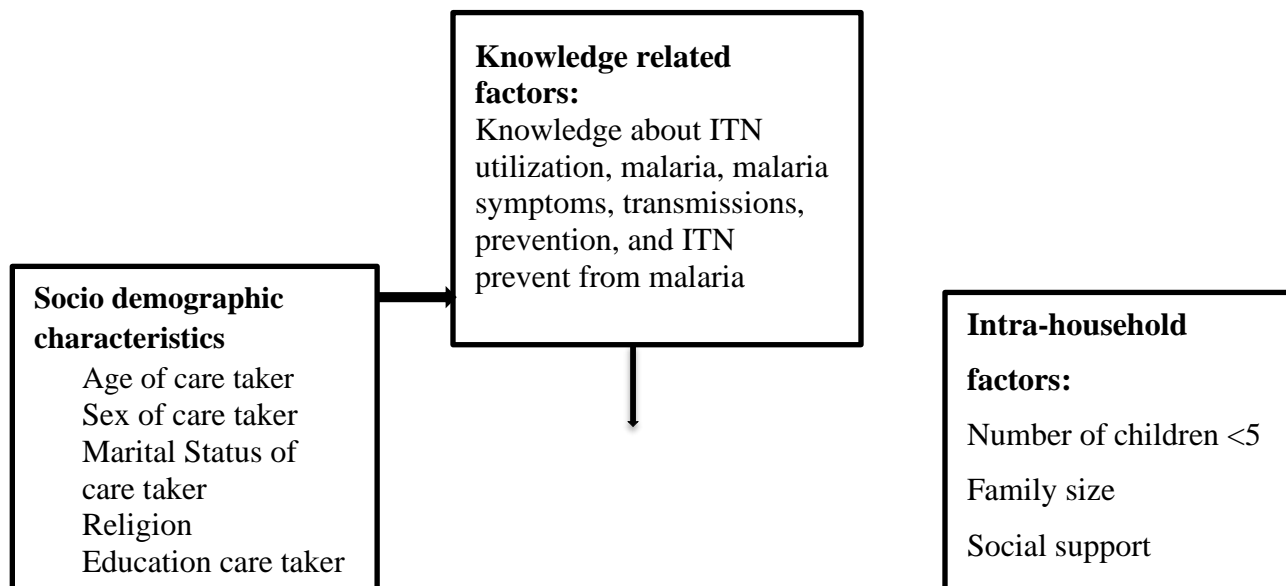 Knowledge related
factors:
Knowledge about ITN
utilization, malaria, malaria
symptoms, transmissions,
prevention, and ITN
prevent from malaria
Socio demographic
characteristics
Age of care taker
Sex of care taker
Marital Status of
care taker
Religion
Education care taker
Intra-household
factors:
Number of children <5
Family size
Social support